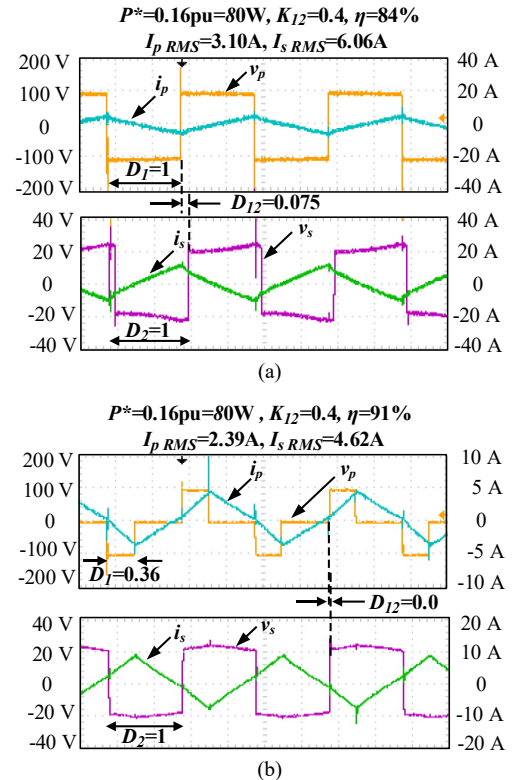 P*=0.16pu=80W, K12=0.4, η=84%
Ip RMS=3.10A, Is RMS=6.06A
200 V
100 V
0
-100 V
-200 V
ip
vp
40 A
20 A
0
-20 A
-40 A
D1=1
D12=0.075
40 V
20 V
0
-20 V
-40 V
is
vs
20 A
10 A
0
-10 A
-20 A
D2=1
(a)
P*=0.16pu=80W , K12=0.4, η=91%
Ip RMS=2.39A, Is RMS=4.62A
200 V
100 V
0
-100 V
-200 V
ip
vp
10 A
5 A
0
-5 A
-10 A
D1=0.36
D12=0.0
40 V
20 V
0
-20 V
-40 V
is
vs
20 A
10 A
0
-10 A
-20 A
D2=1
(b)